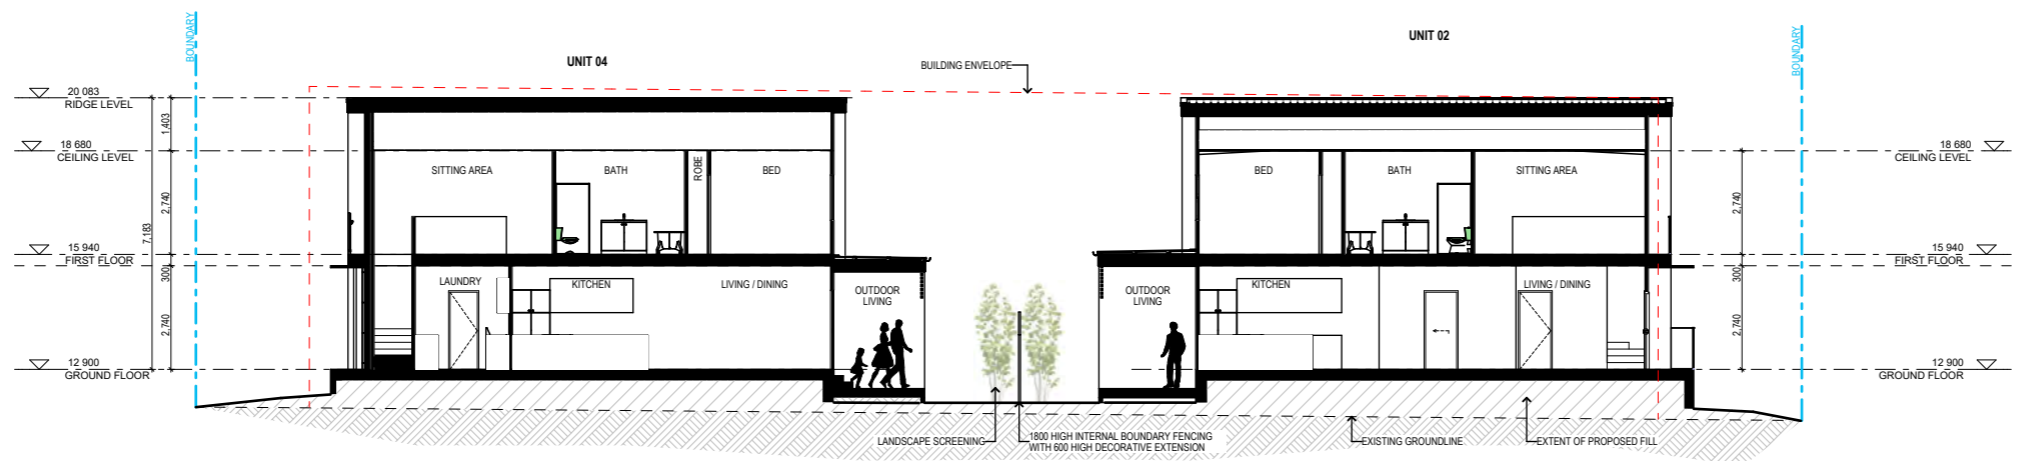 BOUNDARY
UNIT 04
BUILDING ENVELOPE
UNIT 02
BOUNDARY
20 083
RIDGE LEVEL
1,403
18 680
CEILING LEVEL
18 680
CEILING LEVEL
SITTING AREA
BATH
ROBE
BED
BED
BATH
SITTING AREA
2,740
7,183
2,740
15 940
FIRST FLOOR
15 940
FIRST FLOOR
300
300
LAUNDRY
KITCHEN
LIVING / DINING
OUTDOOR
LIVING
OUTDOOR
LIVING
KITCHEN
LIVING / DINING
2,740
2,740
12 900
GROUND FLOOR
12 900
GROUND FLOOR
LANDSCAPE SCREENING
1800 HIGH INTERNAL BOUNDARY FENCING
WITH 600 HIGH DECORATIVE EXTENSION
EXISTING GROUNDLINE
EXTENT OF PROPOSED FILL